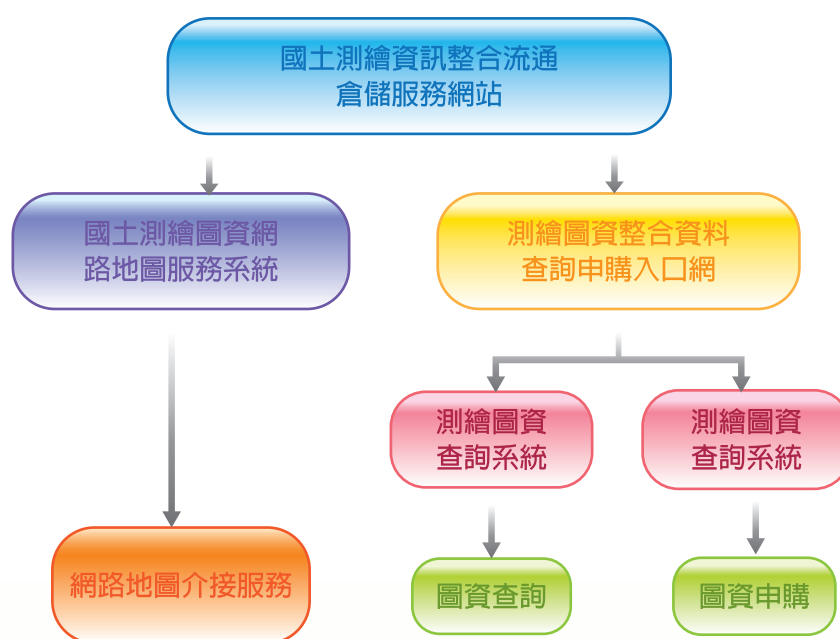 國土測繪資訊整合流通
倉儲服務網站
國土測繪圖資網
路地圖服務系統
測繪圖資整合資料
查詢申購入口網
測繪圖資
查詢系統
測繪圖資
查詢系統
網路地圖介接服務
圖資查詢
圖資申購